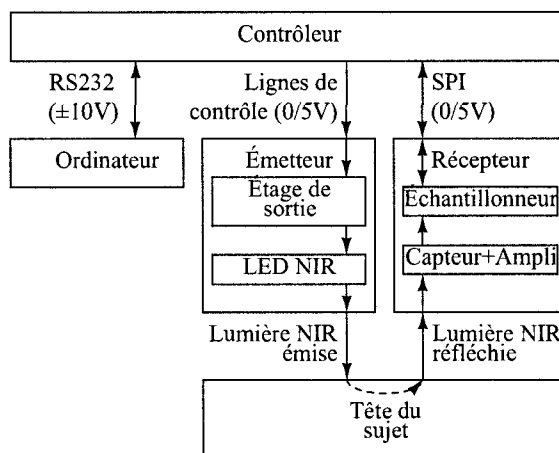 Contrôleur
RS232
(±10V)
Lignes de
contrôle (0/5V)
SPI
(0/5V)
Ordinateur
Émetteur
Étage de
sortie
LED NIR
Récepteur
Échantillonneur
Capteur+Ampli
Lumière NIR
émise
Lumière NIR
réfléchie
Tête du
sujet